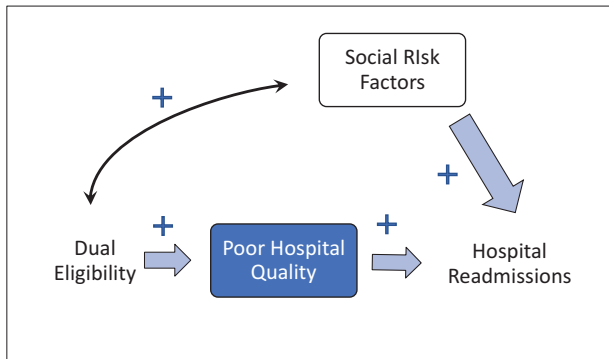 Social RIsk
Factors
+
+
+
+
Dual
Eligibility
Poor Hospital
Quality
Hospital
Readmissions